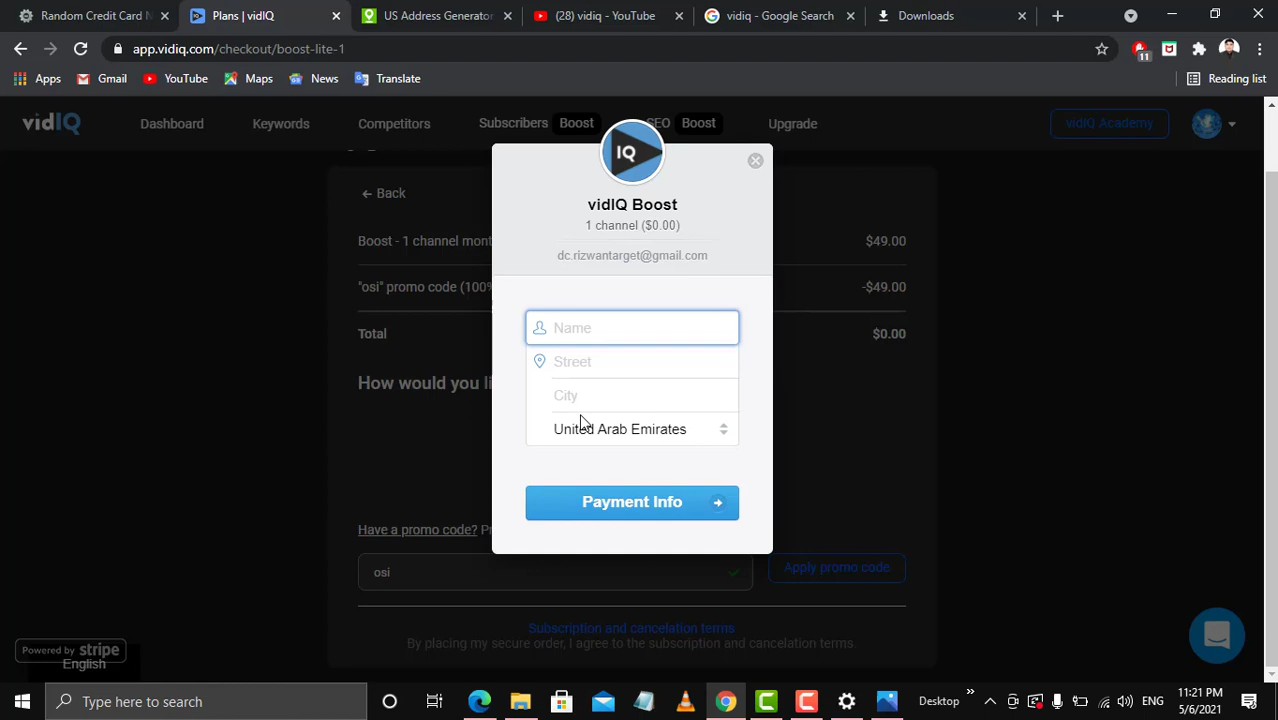 Random Credit Card N
Plans | vidIQ
US Address Generator
(28) vidiq - YouTube
vidiq - Google Search
Downloads
app.vidiq.com/checkout/boost-lite-1
11
Apps
Gmail
YouTube
Maps
News
Translate
Reading list
vidIQ
Dashboard
Keywords
Competitors
Subscribers Boost
SEO Boost
Upgrade
vidIQ Academy
IQ
vidIQ Boost
1 channel ($0.00)
dc.rizwantarget@gmail.com
Back
Boost - 1 channel mont
$49.00
"osi" promo code (100%
-$49.00
Total
$0.00
How would you li
Name
Street
City
United Arab Emirates
Payment Info
Have a promo code? P
osi
Apply promo code
Subscription and cancelation terms
By placing my secure order, I agree to the subscription and cancelation terms.
Powered by stripe
English
Type here to search
Desktop
ENG
11:21 PM
5/6/2021